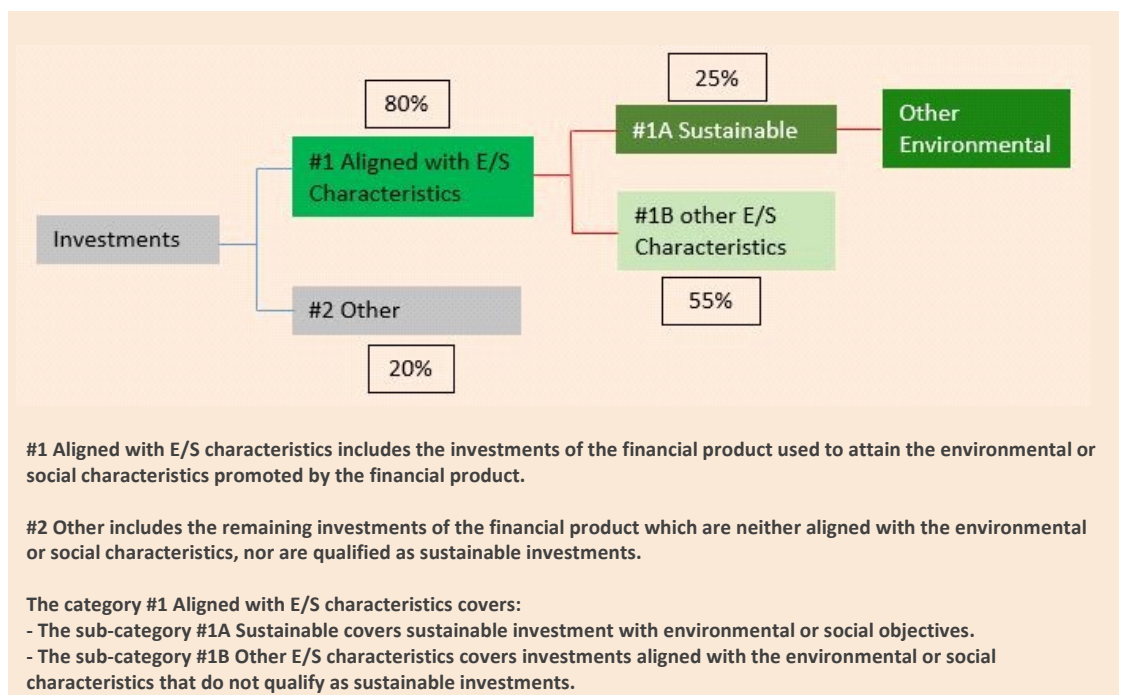 80%
25%
#1 Aligned with E/S
Characteristics
#1A Sustainable
Other
Environmental
Investments
#1B other E/S
Characteristics
#2 Other
55%
20%
#1 Aligned with E/S characteristics includes the investments of the financial product used to attain the environmental or
social characteristics promoted by the financial product.
#2 Other includes the remaining investments of the financial product which are neither aligned with the environmental
or social characteristics, nor are qualified as sustainable investments.
The category #1 Aligned with E/S characteristics covers:
- The sub-category #1A Sustainable covers sustainable investment with environmental or social objectives.
- The sub-category #1B Other E/S characteristics covers investments aligned with the environmental or social
characteristics that do not qualify as sustainable investments.